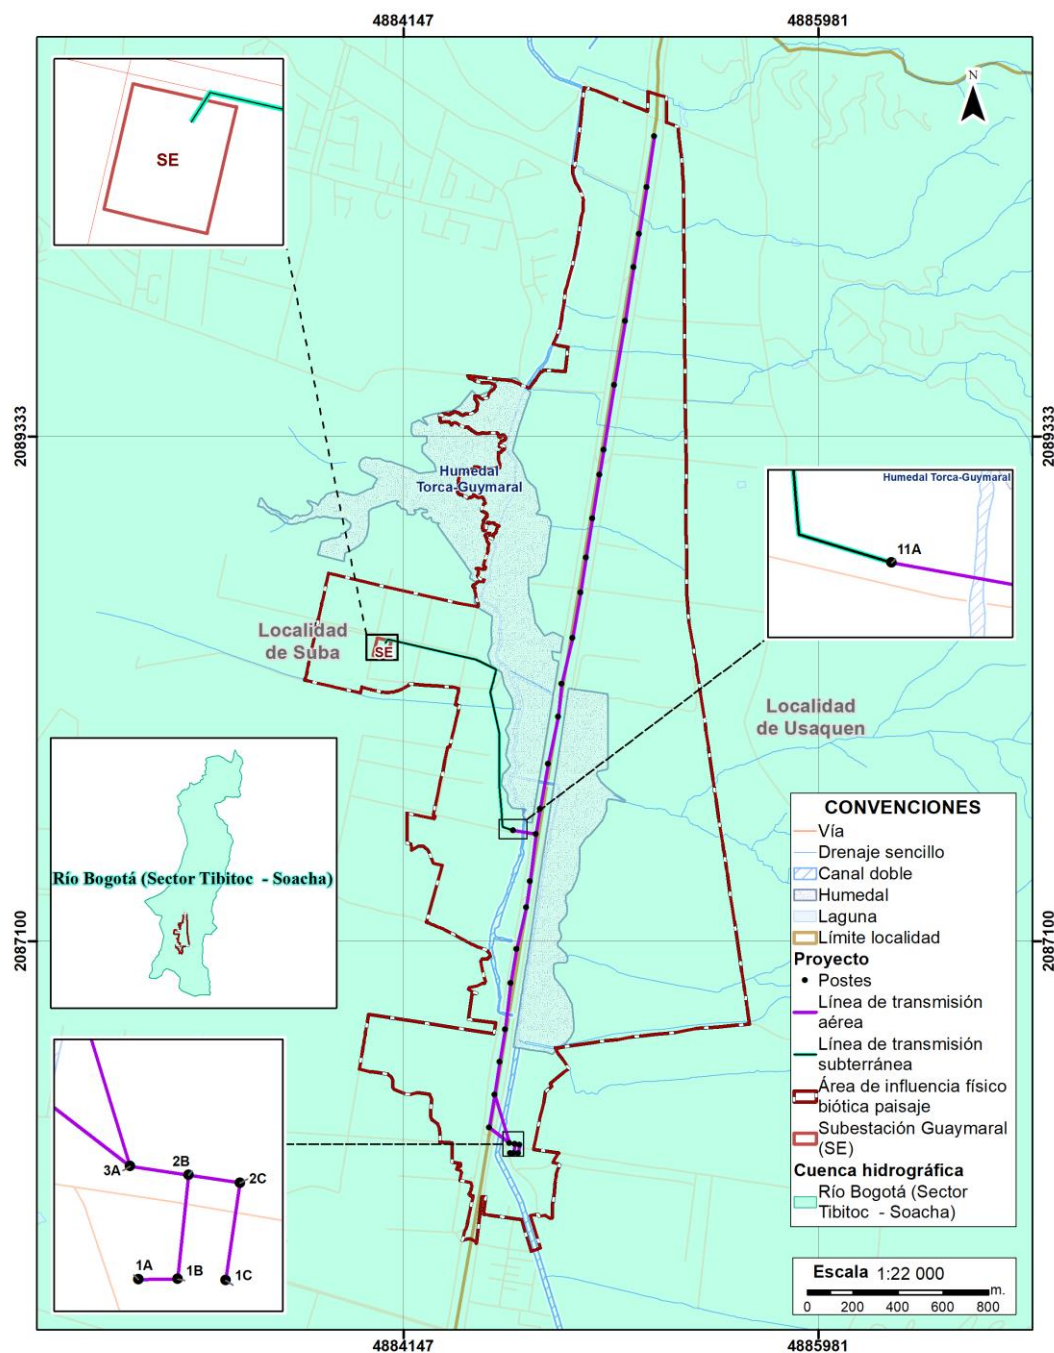 4884147
4885981
N
SE
2089333
2089333
Humedal
Torca-Guymaral
Humedal Torca-Guymaral
11A
Localidad
de Suba
SE
Localidad
de Usaquen
Río Bogotá (Sector Tibitoc - Soacha)
CONVENCIONES
Vía
Drenaje sencillo
Canal doble
Humedal
Laguna
Límite localidad
Proyecto
Postes
Línea de transmisión
aérea
Línea de transmisión
subterránea
Área de influencia físico
biótica paisaje
Subestación Guaymaral
(SE)
Cuenca hidrográfica
Río Bogotá (Sector
Tibitoc - Soacha)
2087100
2087100
3A
2B
2C
1A
1B
1C
Escala 1:22 000
m.
0 200 400 600 800
4884147
4885981